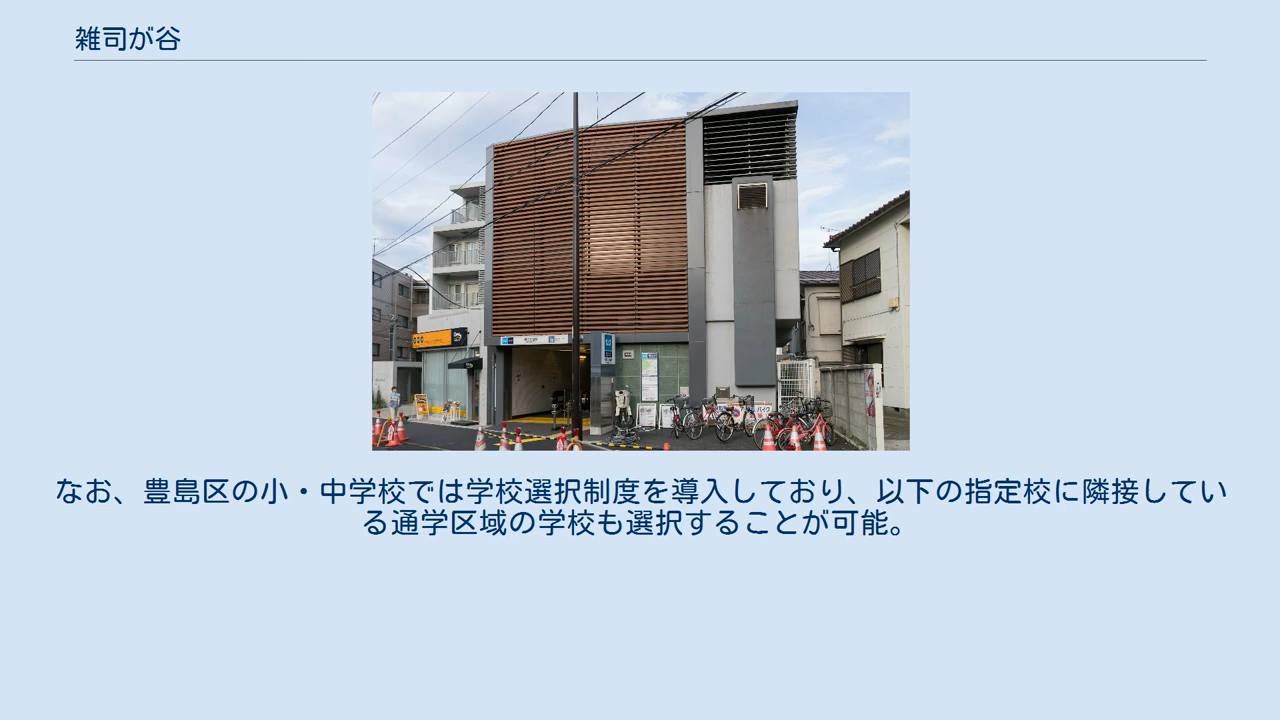 雑司が谷
なお、豊島区の小・中学校では学校選択制度を導入しており、以下の指定校に隣接してい
る通学区域の学校も選択することが可能。